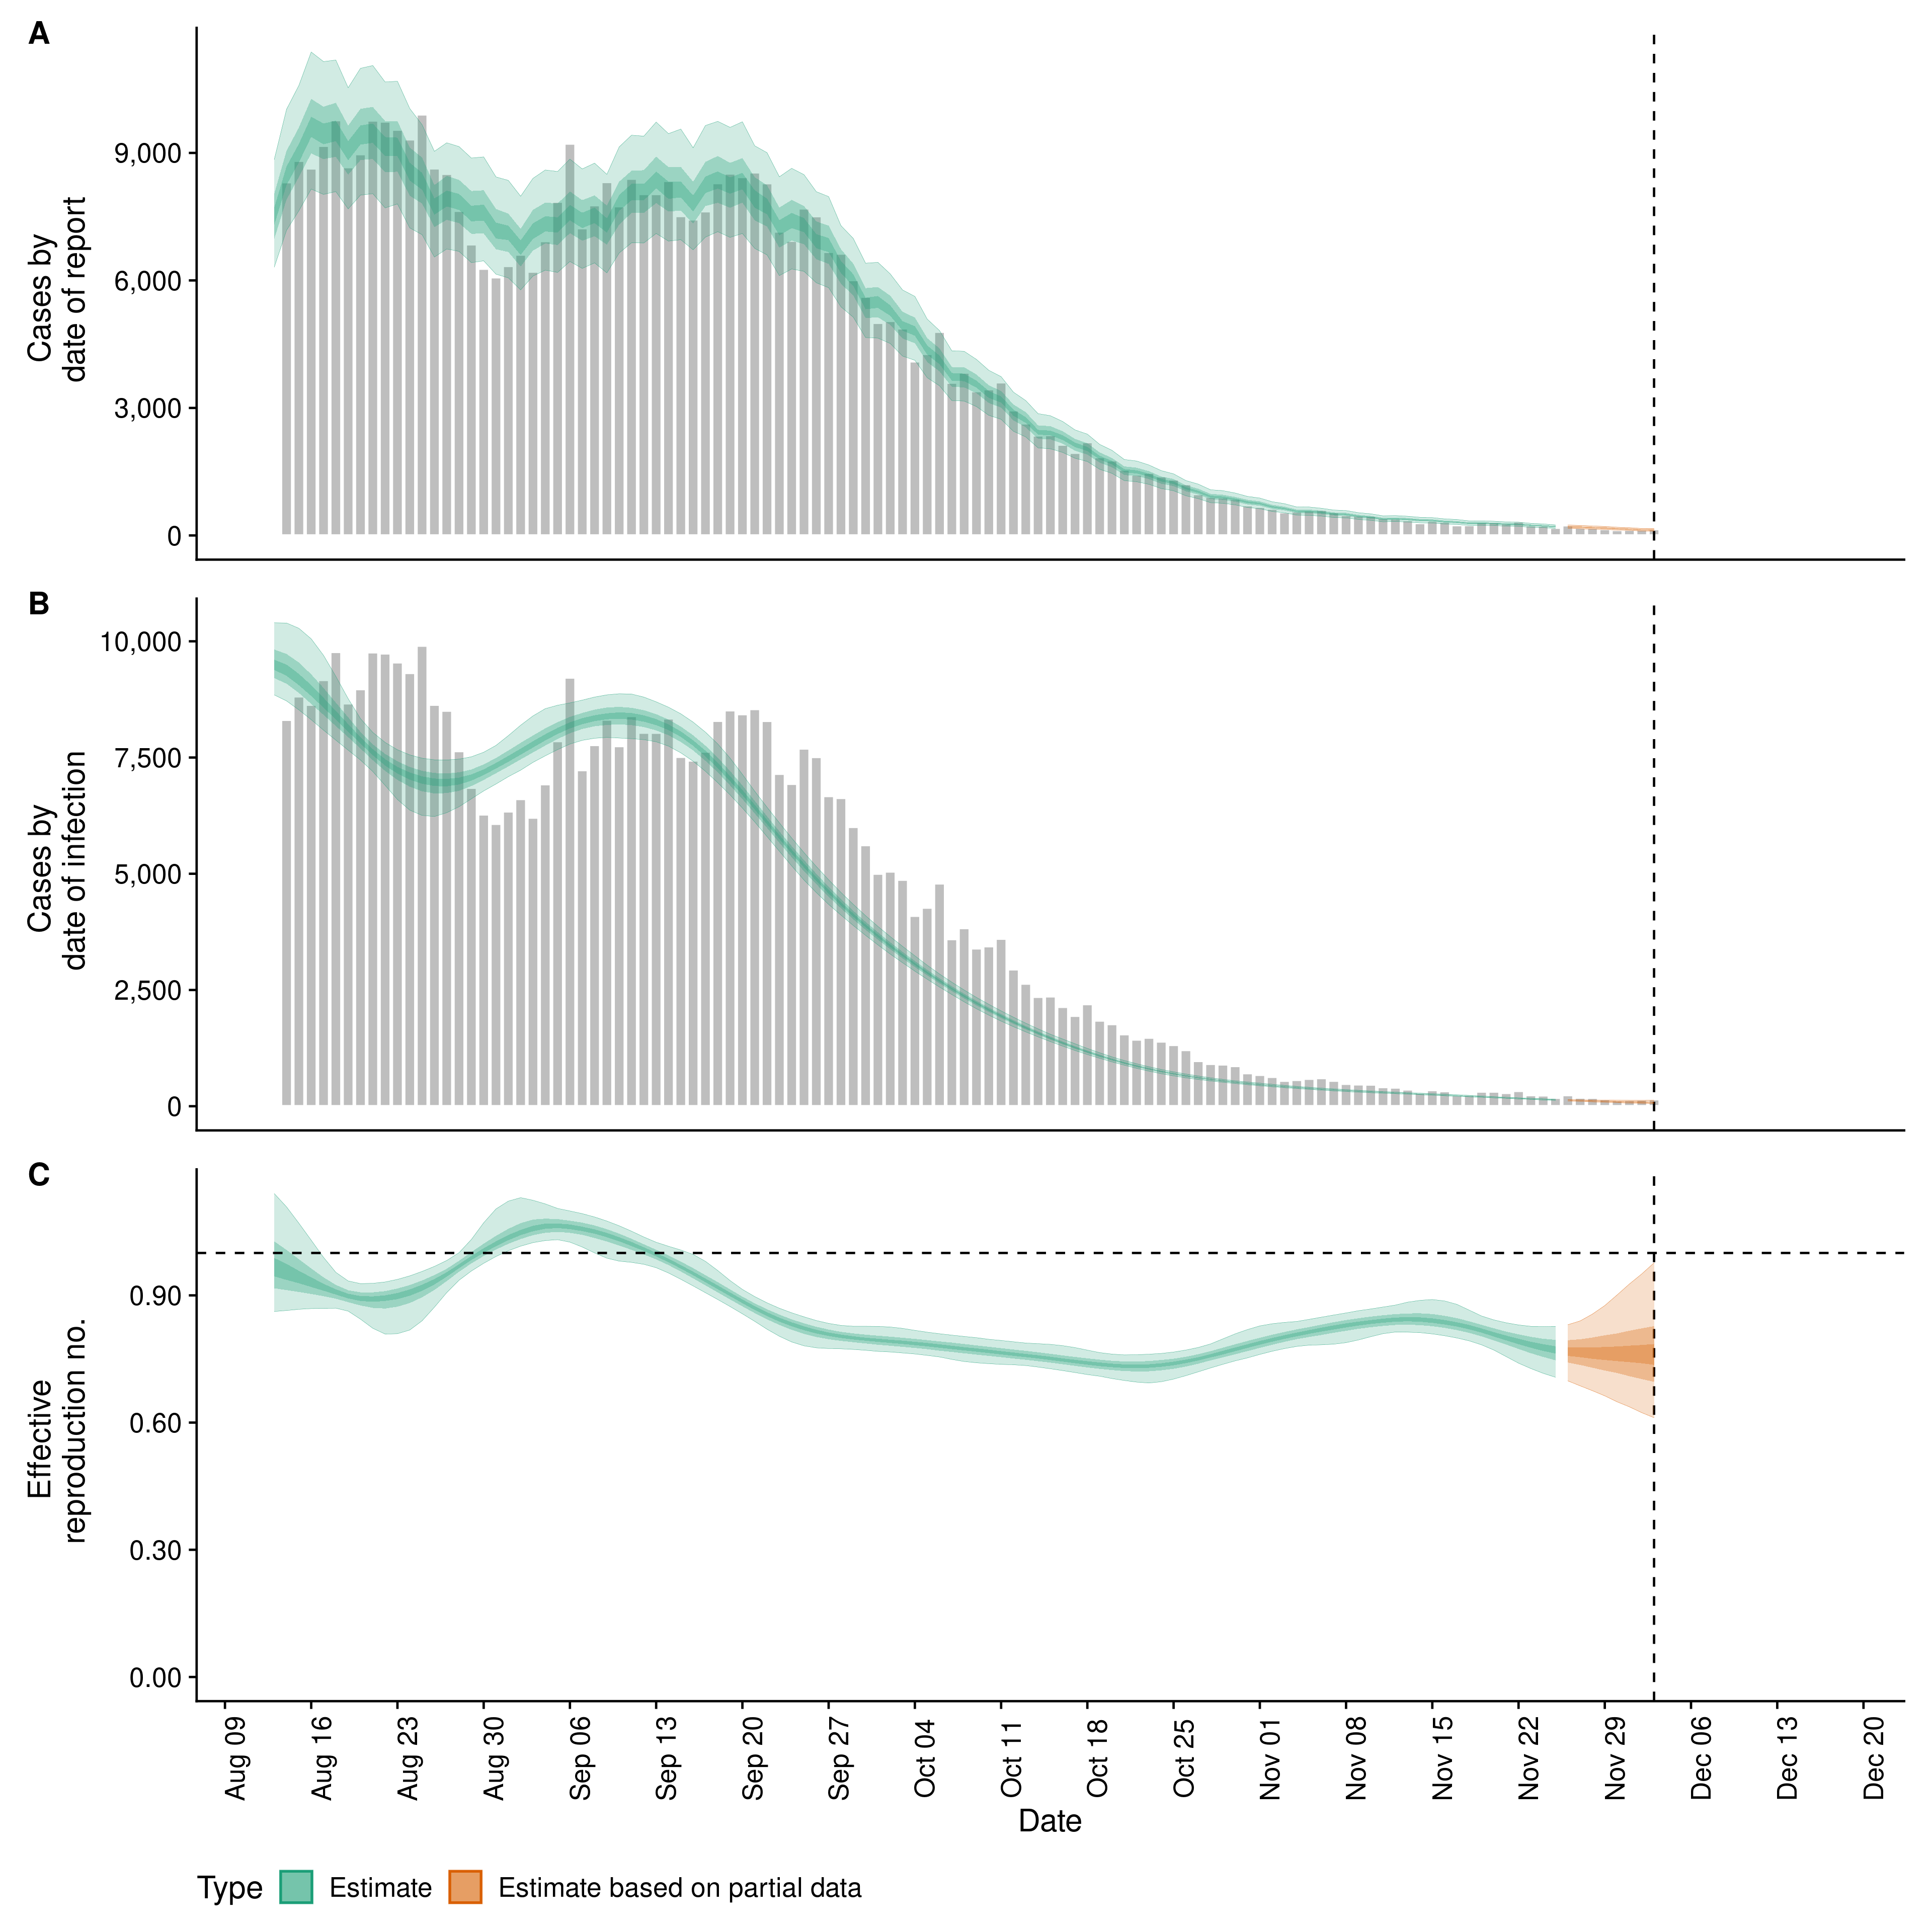 A
Cases by
date of report
9,000
6,000
3,000
0
B
Cases by
date of infection
10,000
7,500
5,000
2,500
0
C
Effective
reproduction no.
0.90
0.60
0.30
0.00
Aug 09
Aug 16
Aug 23
Aug 30
Sep 06
Sep 13
Sep 20
Sep 27
Oct 04
Oct 11
Oct 18
Oct 25
Nov 01
Nov 08
Nov 15
Nov 22
Nov 29
Dec 06
Dec 13
Dec 20
Date
Type Estimate Estimate based on partial data